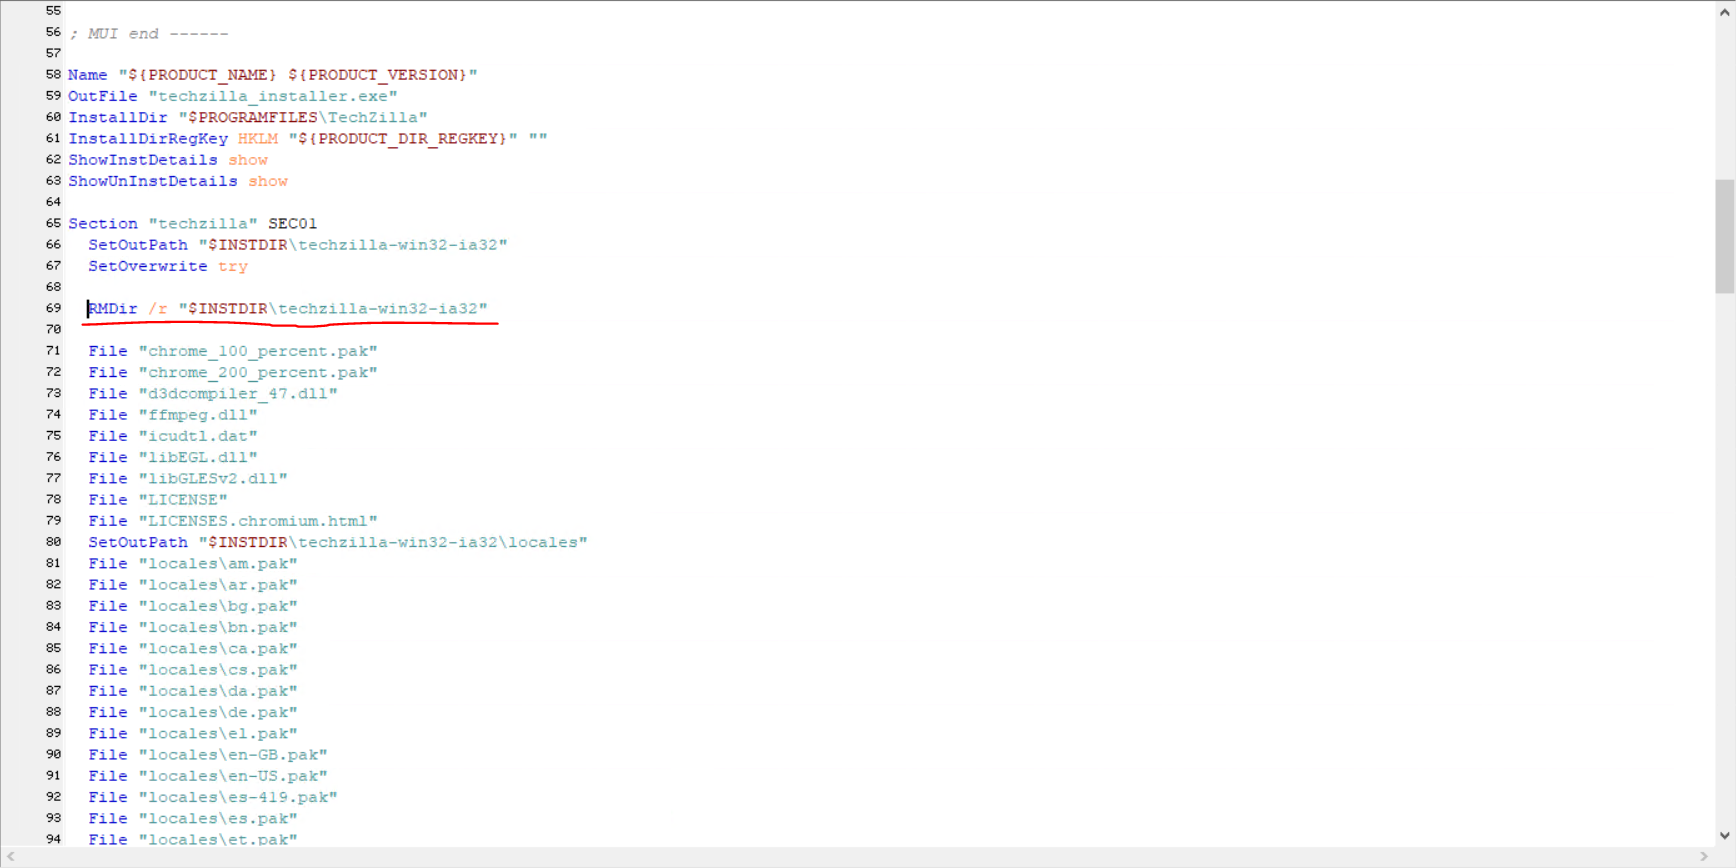 55
56 ; MUI end ------
57
58 Name "${PRODUCT_NAME} ${PRODUCT_VERSION}"
59 OutFile "techzilla_installer.exe"
60 InstallDir "$PROGRAMFILES\TechZilla"
61 InstallDirRegKey HKLM "${PRODUCT_DIR_REGKEY}" ""
62 ShowInstDetails show
63 ShowUnInstDetails show
64
65 Section "techzilla" SEC01
66 SetOutPath "$INSTDIR\techzilla-win32-ia32"
67 SetOverwrite try
68
69 RMDir /r "$INSTDIR\techzilla-win32-ia32"
70
71 File "chrome_100_percent.pak"
72 File "chrome_200_percent.pak"
73 File "d3dcompiler_47.dll"
74 File "ffmpeg.dll"
75 File "icudtl.dat"
76 File "libEGL.dll"
77 File "libGLESv2.dll"
78 File "LICENSE"
79 File "LICENSES.chromium.html"
80 SetOutPath "$INSTDIR\techzilla-win32-ia32\locales"
81 File "locales\am.pak"
82 File "locales\ar.pak"
83 File "locales\bg.pak"
84 File "locales\bn.pak"
85 File "locales\ca.pak"
86 File "locales\cs.pak"
87 File "locales\da.pak"
88 File "locales\de.pak"
89 File "locales\el.pak"
90 File "locales\en-GB.pak"
91 File "locales\en-US.pak"
92 File "locales\es-419.pak"
93 File "locales\es.pak"
94 File "locales\et.pak"